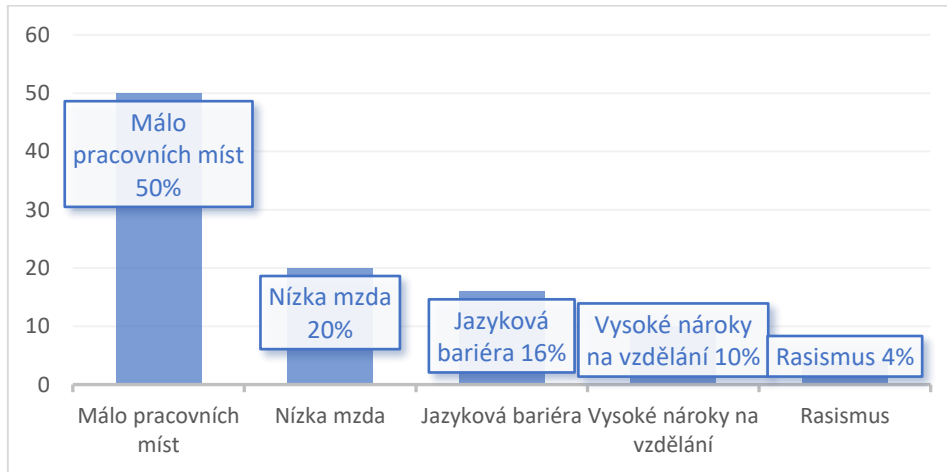 60
50
40
30
20
10
0
Málo
pracovních míst
50%
Nízka mzda
20%
Jazyková
bariéra 16%
Vysoké nároky
na vzdělání 10%
Rasismus 4%
Málo pracovních
míst
Nízka mzda
Jazyková bariéra
Vysoké nároky na
vzdělání
Rasismus